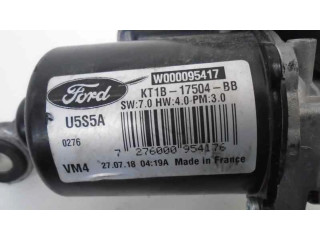 W000095417
Ford
KT1B-17504-BB
SW:7.0 HW:4.0 PM:3.0
U5S5A
0276
7 276000 954176
VM4 27.07.18 04:19A Made in France